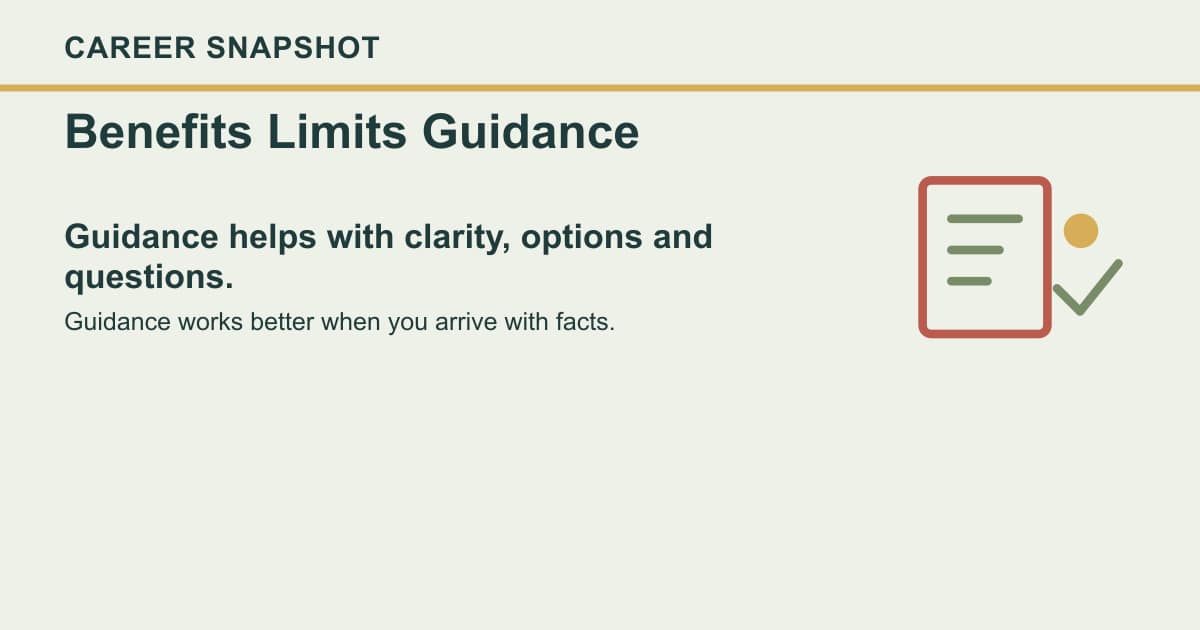 CAREER SNAPSHOT
Benefits Limits Guidance
Guidance helps with clarity, options and
questions.
Guidance works better when you arrive with facts.